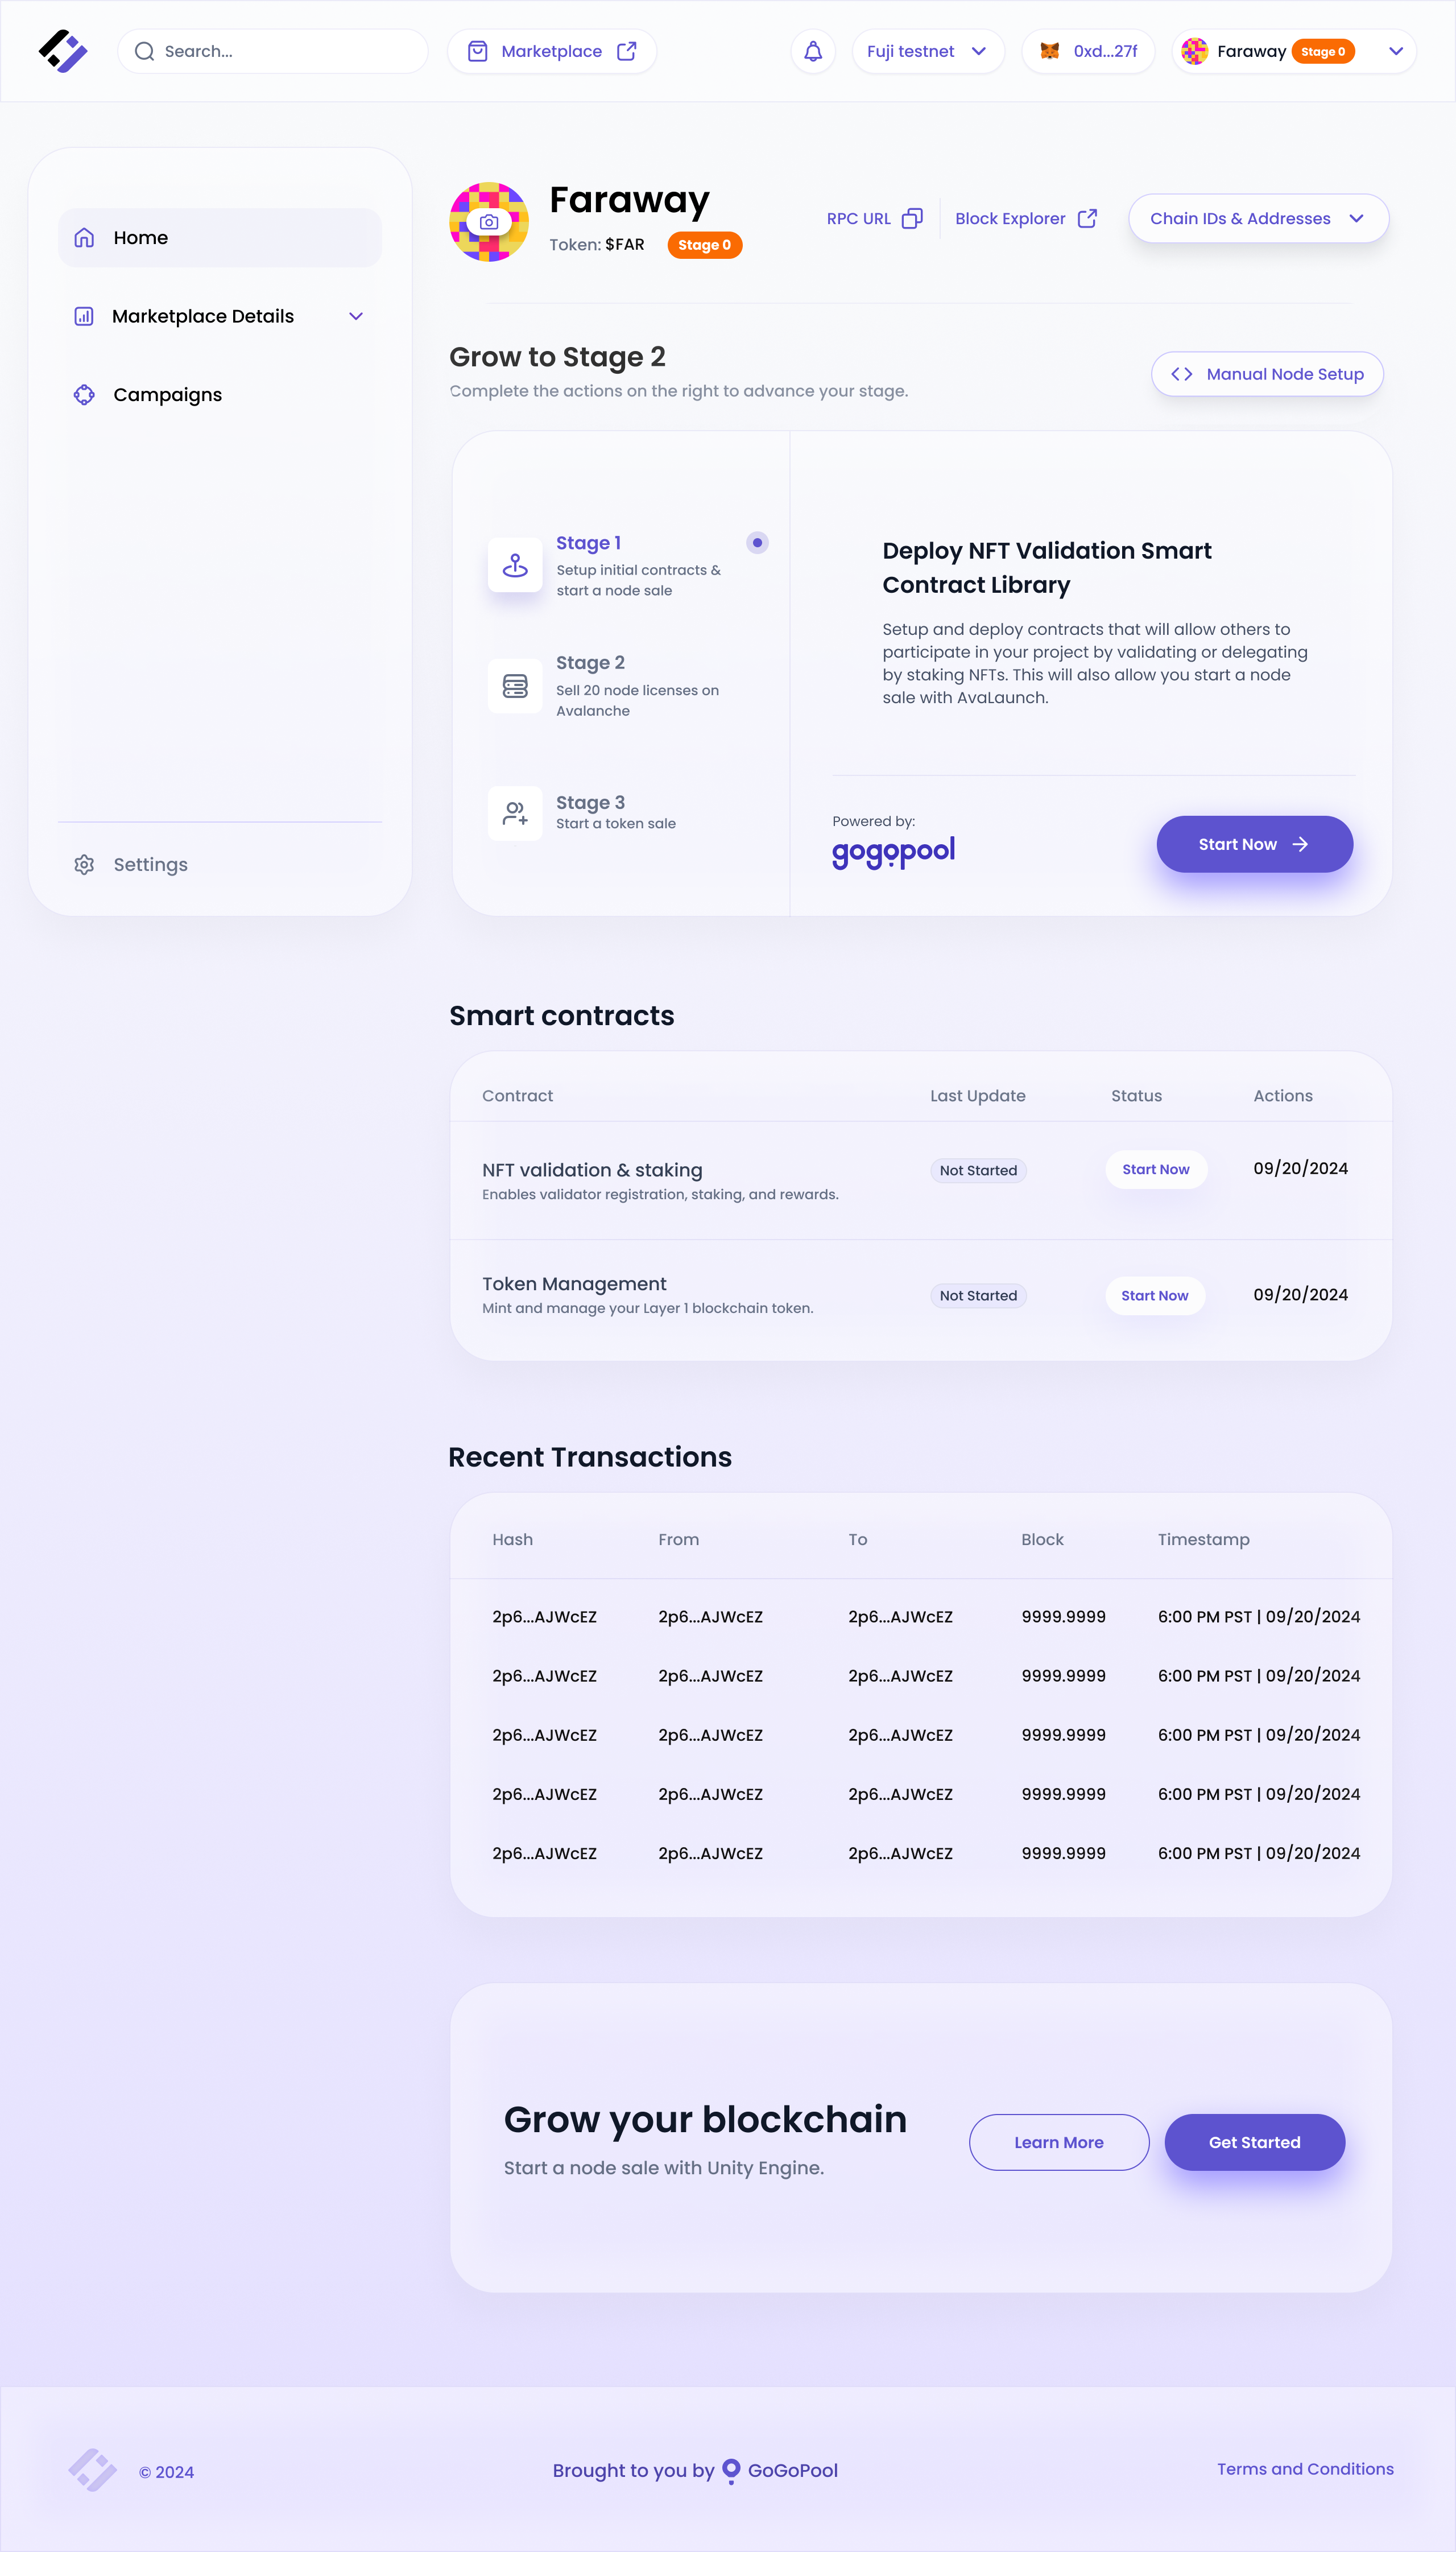 Search...
Marketplace
Fuji testnet
0xd...27f
Faraway
Stage 0
Home
Marketplace Details
Campaigns
Settings
Faraway
Token: $FAR
Stage 0
RPC URL
Block Explorer
Chain IDs & Addresses
Grow to Stage 2
Complete the actions on the right to advance your stage.
Manual Node Setup
Stage 1
Setup initial contracts &
start a node sale
Stage 2
Sell 20 node licenses on
Avalanche
Stage 3
Start a token sale
Deploy NFT Validation Smart
Contract Library
Setup and deploy contracts that will allow others to
participate in your project by validating or delegating
by staking NFTs. This will also allow you start a node
sale with AvaLaunch.
Powered by:
gogopool
Start Now
Smart contracts
Contract Last Update Status Actions
NFT validation & staking
Enables validator registration, staking, and rewards.
Not Started
Start Now
09/20/2024
Token Management
Mint and manage your Layer 1 blockchain token.
Not Started
Start Now
09/20/2024
Recent Transactions
Hash From To Block Timestamp
2p6...AJWcEZ 2p6...AJWcEZ 2p6...AJWcEZ 9999.9999 6:00 PM PST | 09/20/2024
2p6...AJWcEZ 2p6...AJWcEZ 2p6...AJWcEZ 9999.9999 6:00 PM PST | 09/20/2024
2p6...AJWcEZ 2p6...AJWcEZ 2p6...AJWcEZ 9999.9999 6:00 PM PST | 09/20/2024
2p6...AJWcEZ 2p6...AJWcEZ 2p6...AJWcEZ 9999.9999 6:00 PM PST | 09/20/2024
2p6...AJWcEZ 2p6...AJWcEZ 2p6...AJWcEZ 9999.9999 6:00 PM PST | 09/20/2024
Grow your blockchain
Start a node sale with Unity Engine.
Learn More
Get Started
© 2024
Brought to you by GoGoPool
Terms and Conditions